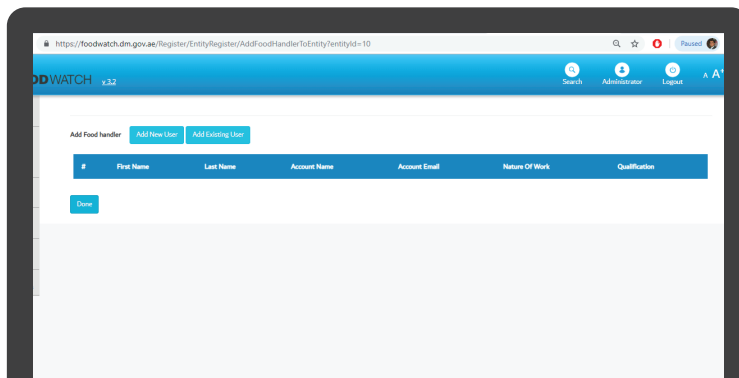 https://foodwatch.dm.gov.ae/Register/EntityRegister/AddFoodHandlerToEntity?entityId=10
Paused
ODWATCH v.3.2
Search Administrator Logout A A+
Add Food handler Add New User Add Existing User
# First Name Last Name Account Name Account Email Nature Of Work Qualification
Done